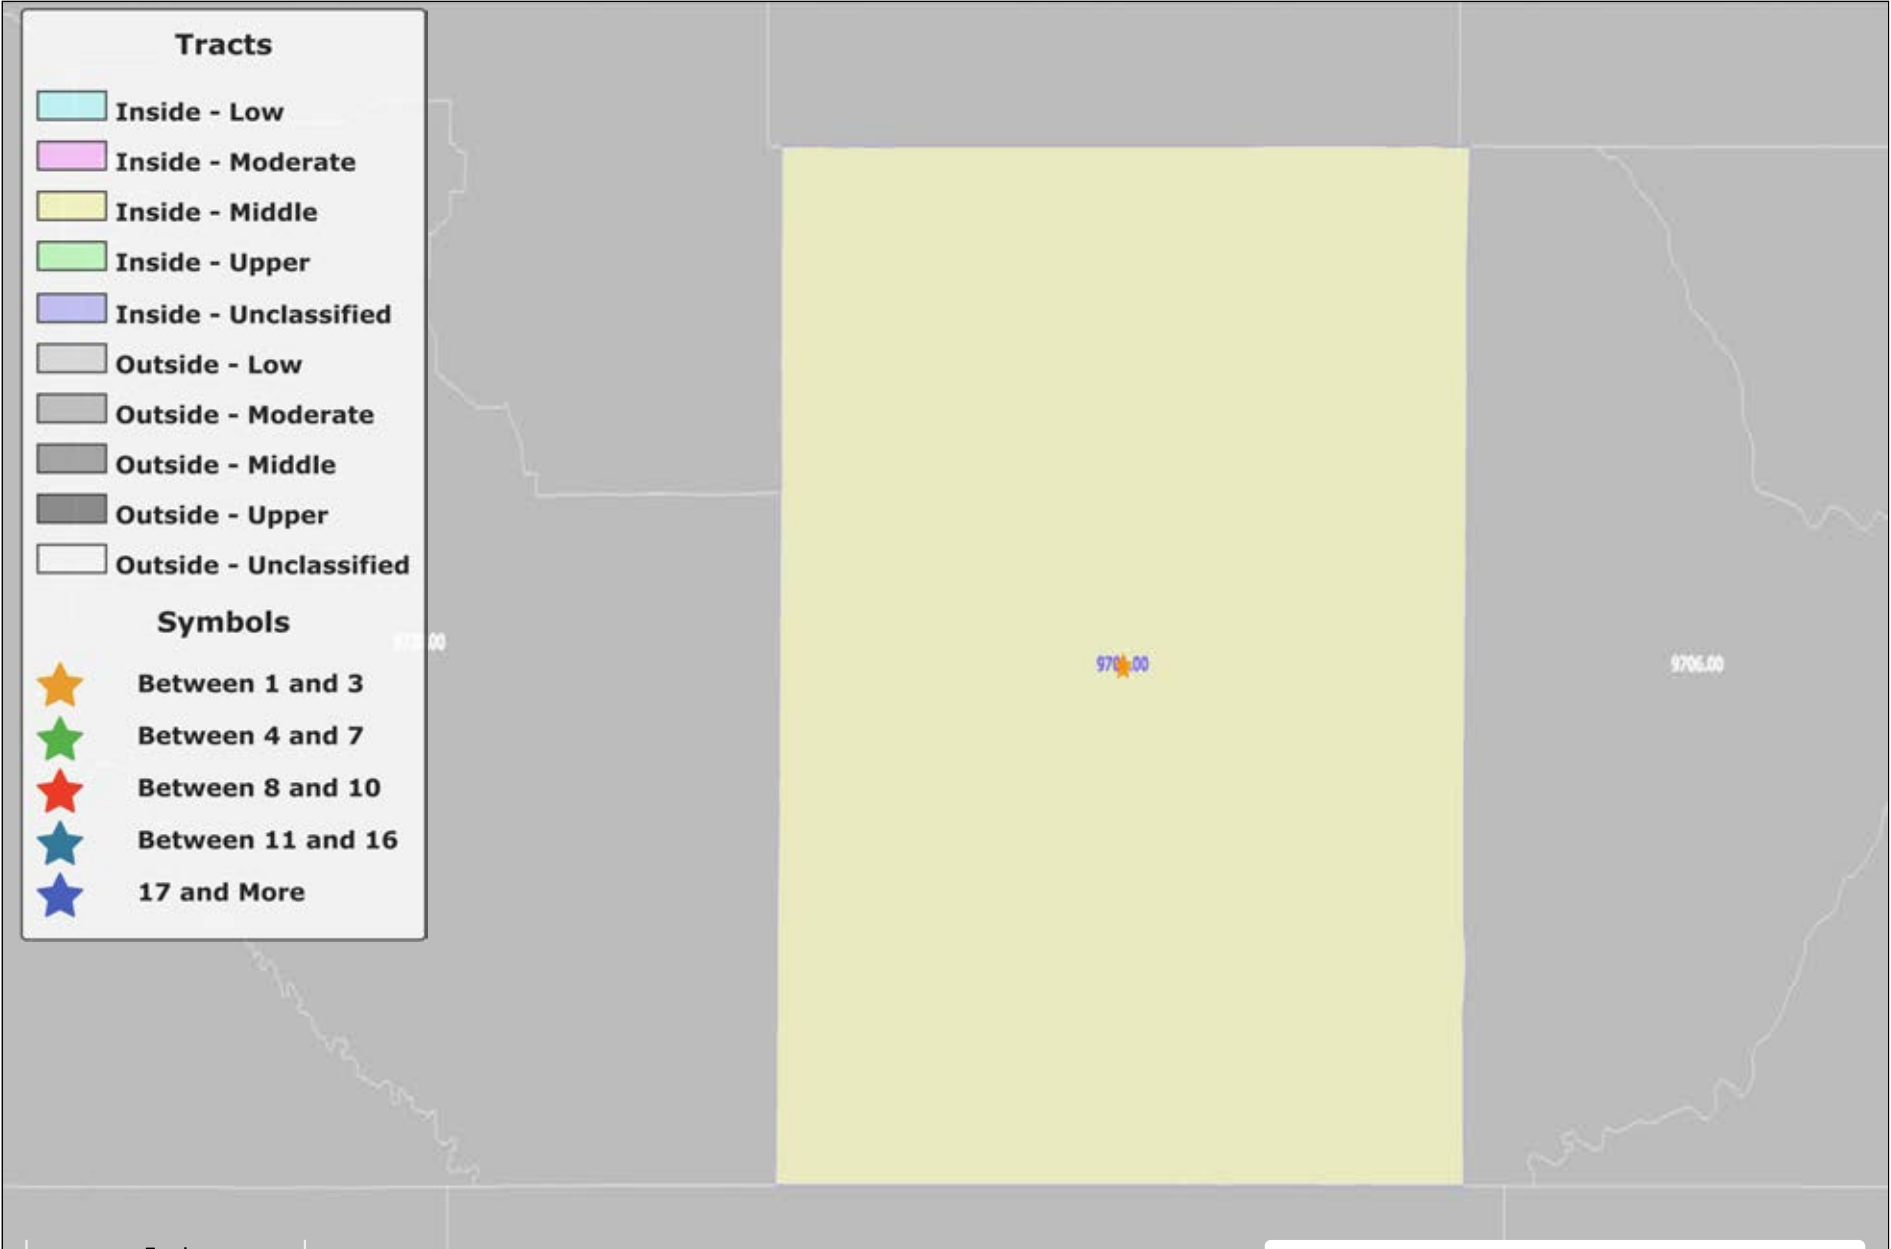 Tracts
Inside - Low
Inside - Moderate
Inside - Middle
Inside - Upper
Inside - Unclassified
Outside - Low
Outside - Moderate
Outside - Middle
Outside - Upper
Outside - Unclassified
Symbols
Between 1 and 3
Between 4 and 7
Between 8 and 10
Between 11 and 16
17 and More
9706.00